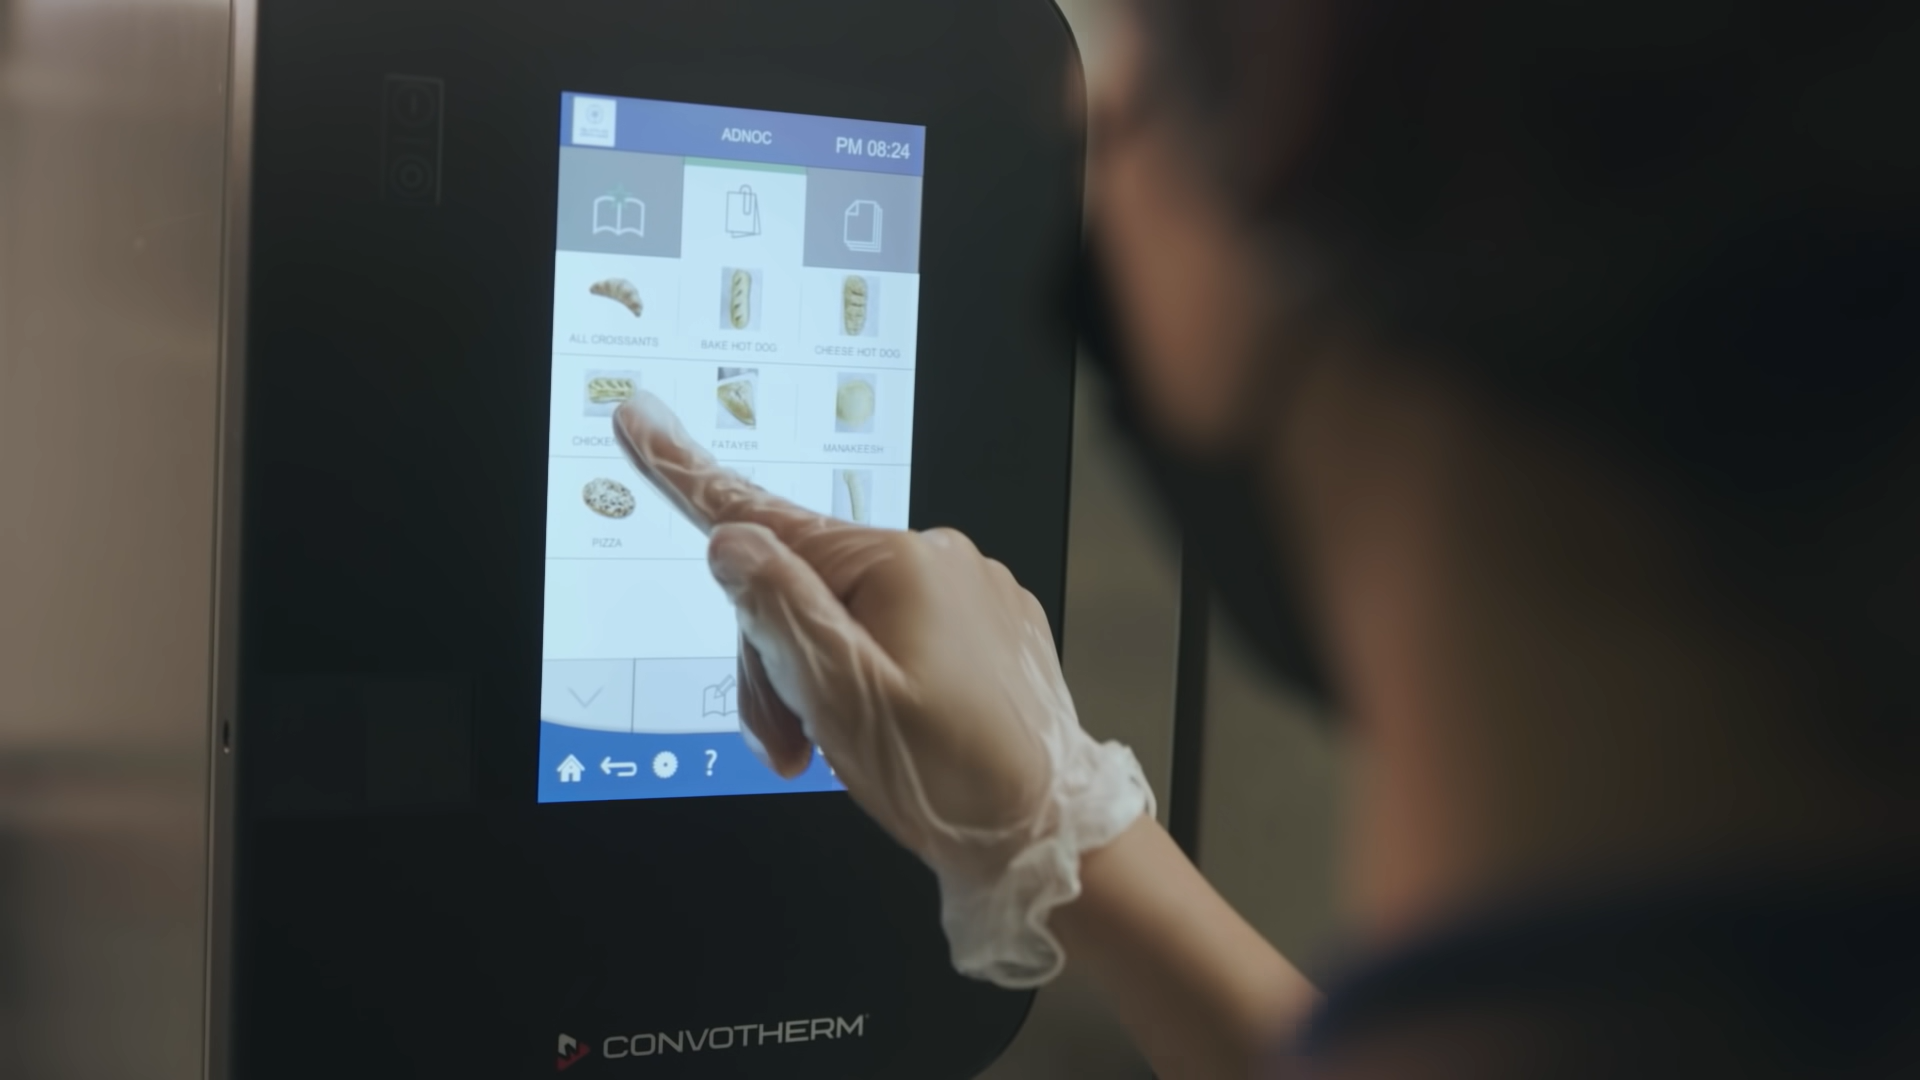 ADNOC
PM 08:24
ALL CROISSANTS
BAKE HOT DOG
CHEESE HOT DOG
FATAYER
MANAKEESH
PIZZA
?
CONVOTHERM